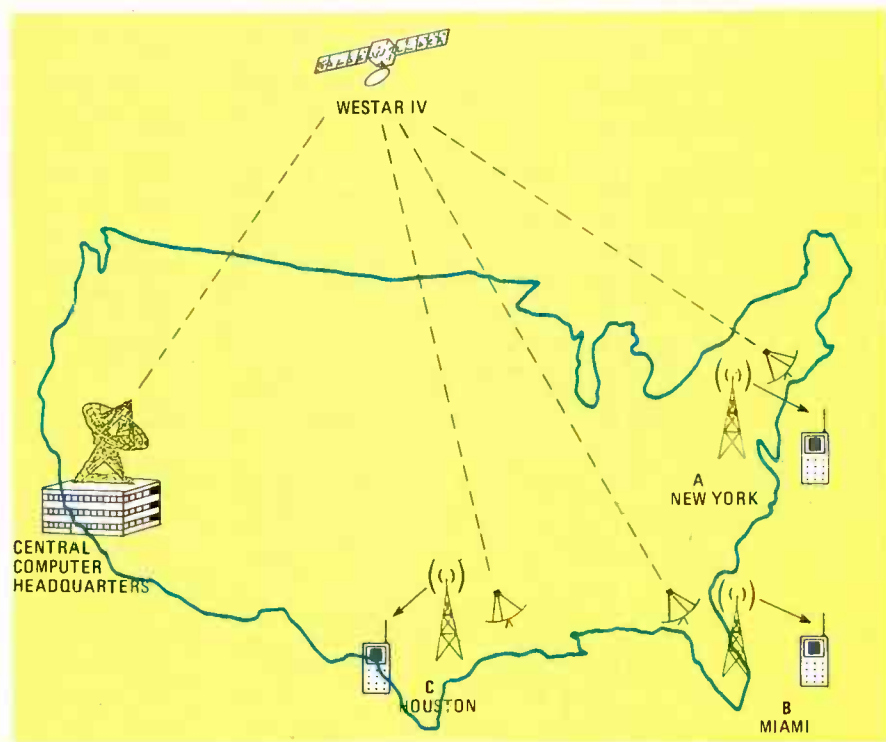 WESTAR IV
A
NEW YORK
CENTRAL
COMPUTER
HEADQUARTERS
C
HOUSTON
B
MIAMI